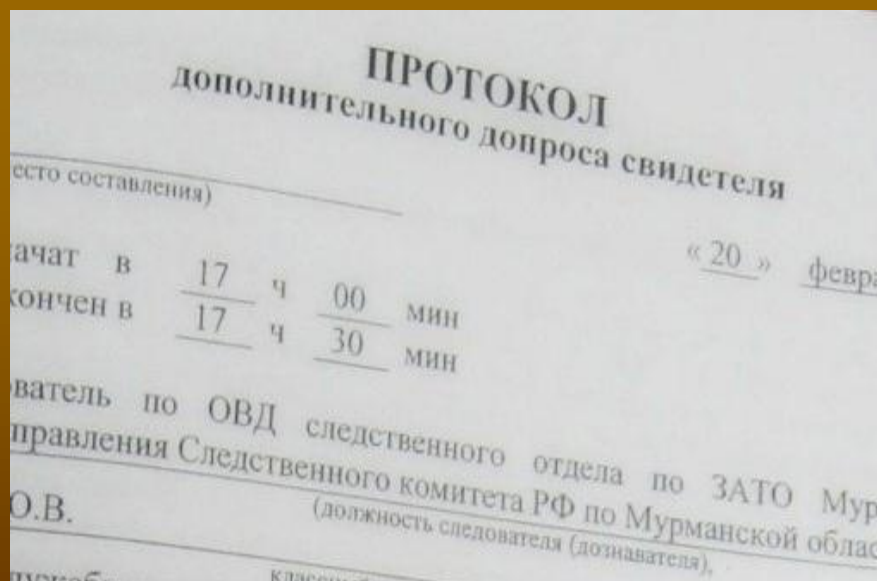 ПРОТОКОЛ
дополнительного допроса свидетеля
есто составления)
« 20 » февра
ачат в 17 ч 00 мин
кончен в 17 ч 30 мин
ователь по ОВД следственного отдела по ЗАТО Мур
правления Следственного комитета РФ по Мурманской облас
(должность следователя (дознавателя),
О.В.